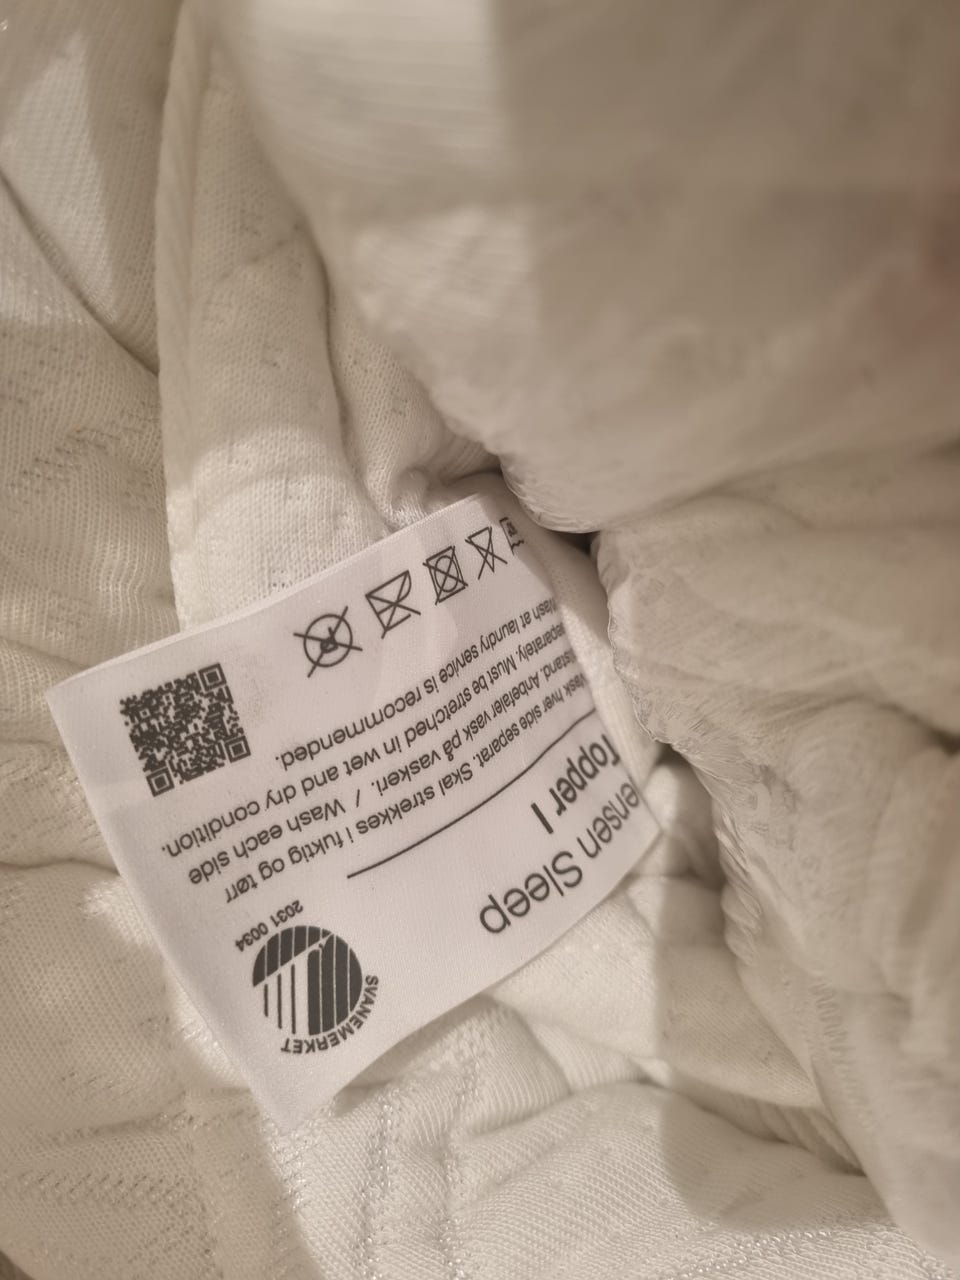 ensen Sleep
Topper I
SVANEMERKET
2031 0034
Vask hver side separat. Skal strekkes i fuktig og tørr
tilstand. Anbefaler vask på vaskeri. / Wash each side
separately. Must be stretched in wet and dry condition.
Wash at laundry service is recommended.